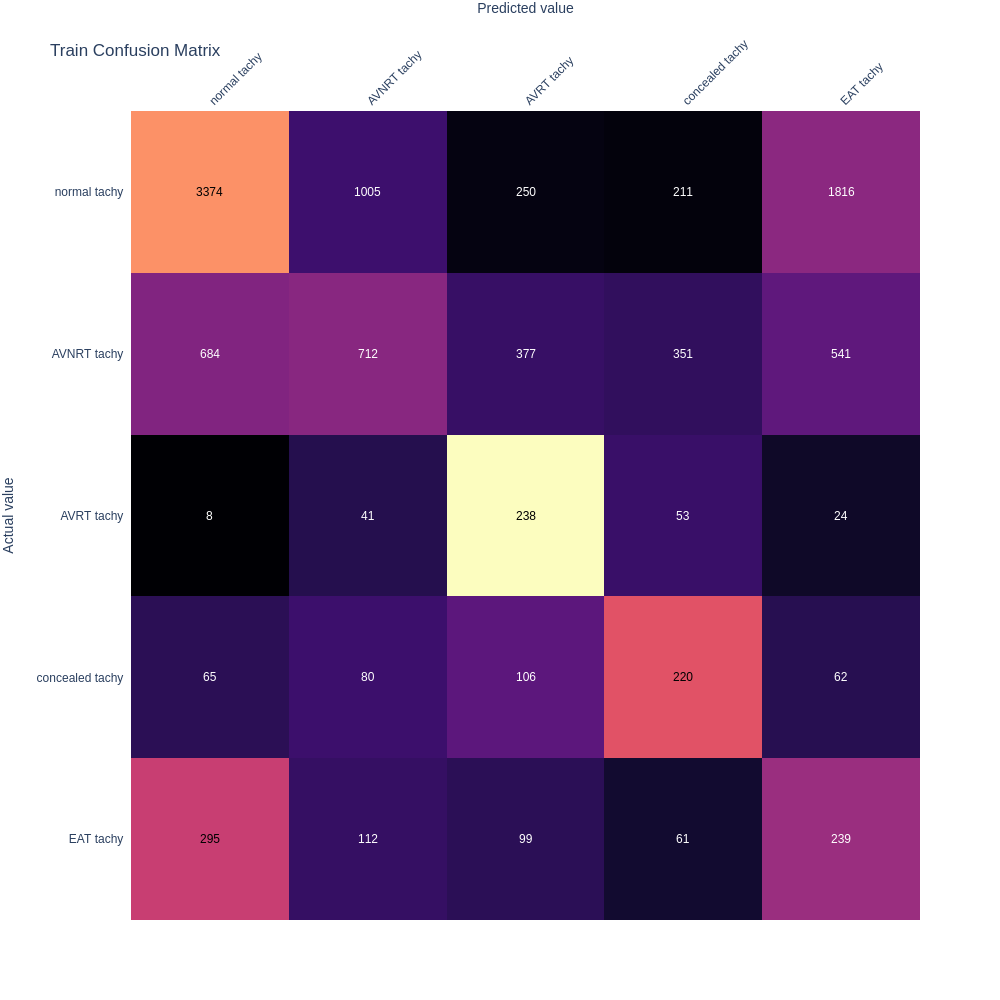 Predicted value
Train Confusion Matrix
normal tachy
AVNRT tachy
AVRT tachy
concealed tachy
EAT tachy
Actual value
normal tachy 3374 1005 250 211 1816
AVNRT tachy 684 712 377 351 541
AVRT tachy 8 41 238 53 24
concealed tachy 65 80 106 220 62
EAT tachy 295 112 99 61 239